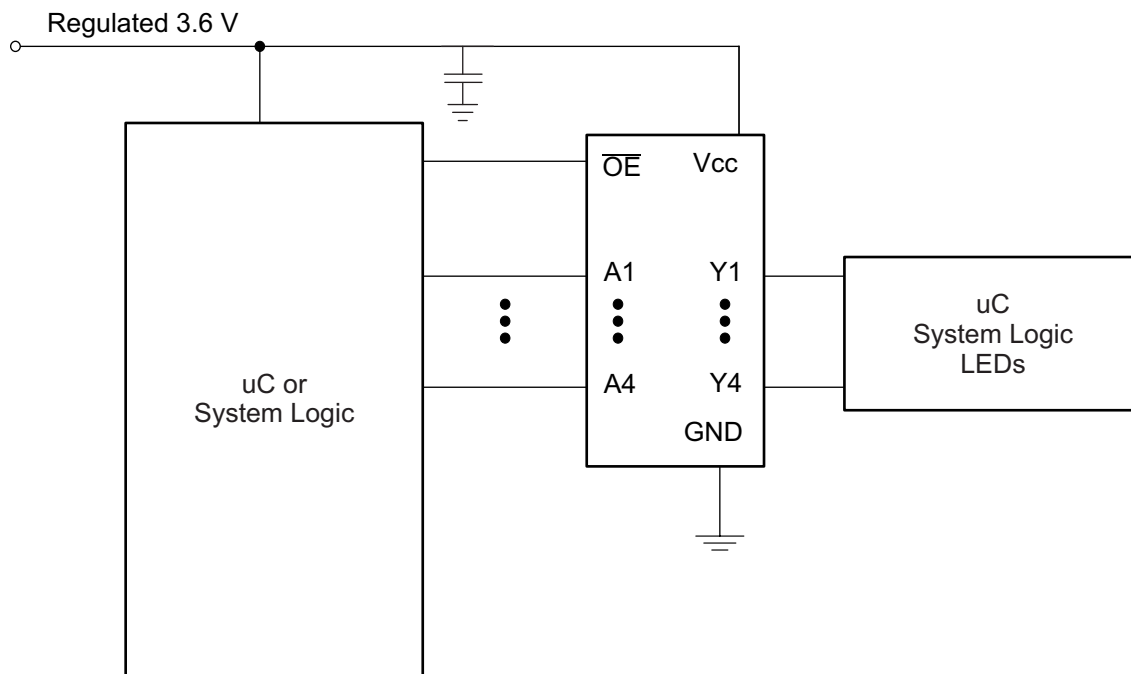 Regulated 3.6 V
OE Vcc
A1 Y1
uC
System Logic
LEDs
uC or
System Logic
A4 Y4
GND